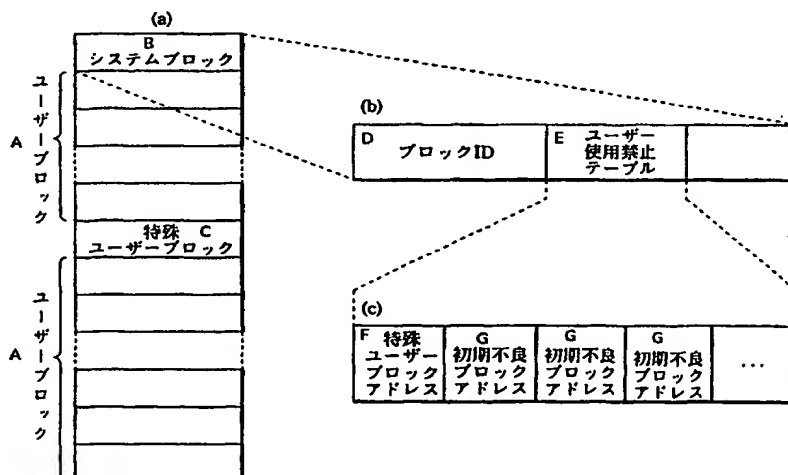 (a)
B
システムブロック
A
ユーザーブロック
特殊 C
ユーザーブロック
A
ユーザーブロック
(b)
D
ブロックID
E
ユーザー
使用禁止
テーブル
(c)
F 特殊
ユーザー
ブロック
アドレス
G
初期不良
ブロック
アドレス
G
初期不良
ブロック
アドレス
G
初期不良
ブロック
アドレス
...